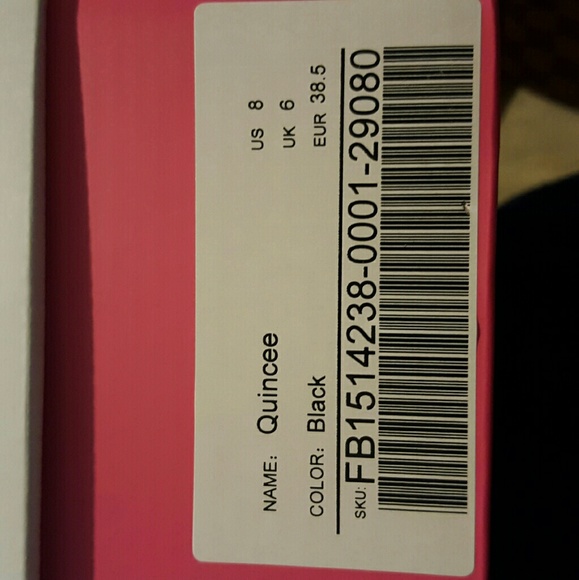 NAME: Quincee
US 8
UK 6
COLOR: Black
EUR 38.5
SKU: FB1514238-0001-29080